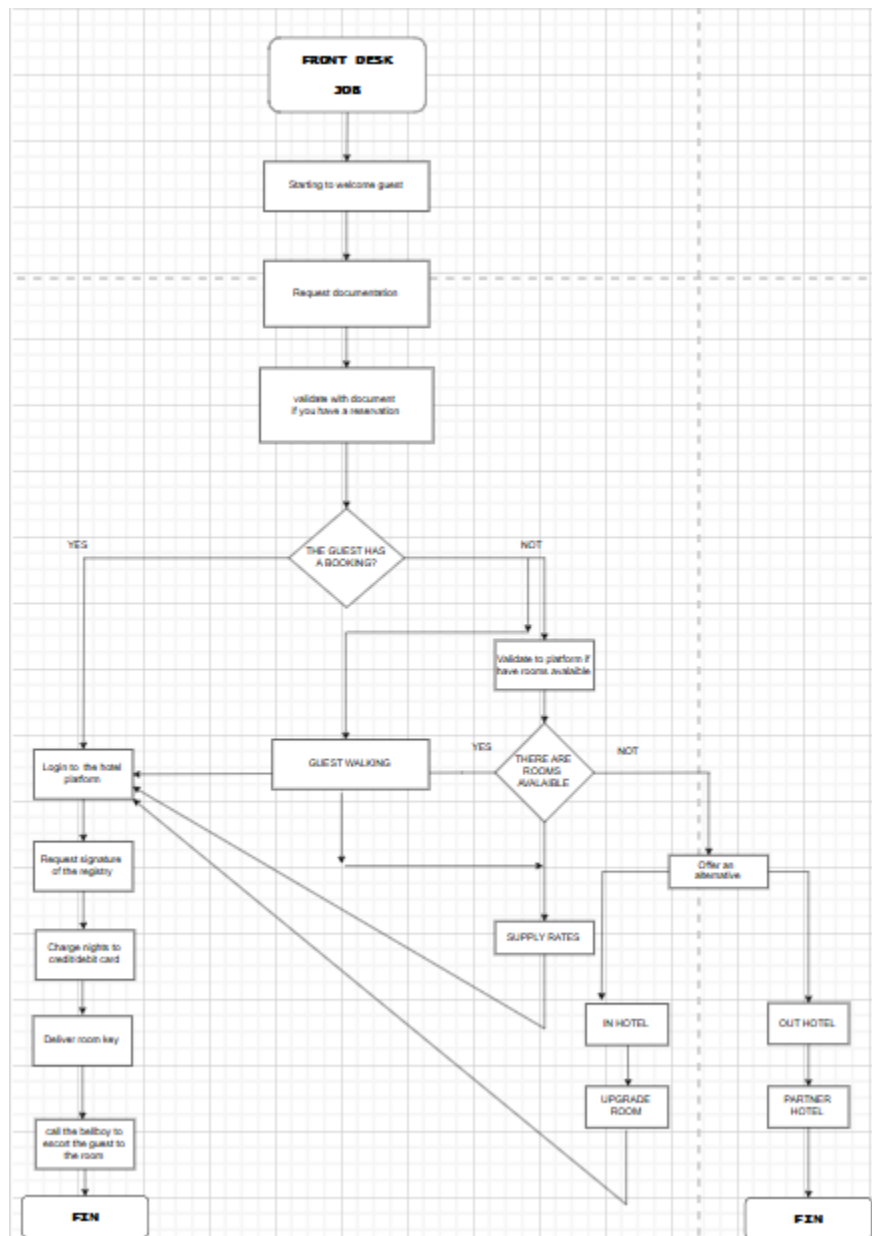 FRONT DESK
JOB
Starting to welcome guest
Request documentation
validate with document
if you have a reservation
THE GUEST HAS
A BOOKING?
YES
NOT
Validate to platform if
have rooms avalaible
GUEST WALKING
YES
THERE ARE
ROOMS
AVALAIBLE
NOT
Login to the hotel
platform
Request signature
of the registry
Offer an
alternative
Charge nights to
credit/debit card
SUPPLY RATES
Deliver room key
IN HOTEL
OUT HOTEL
UPGRADE
ROOM
PARTNER
HOTEL
call the bellboy to
escort the guest to
the room
FIN
FIN